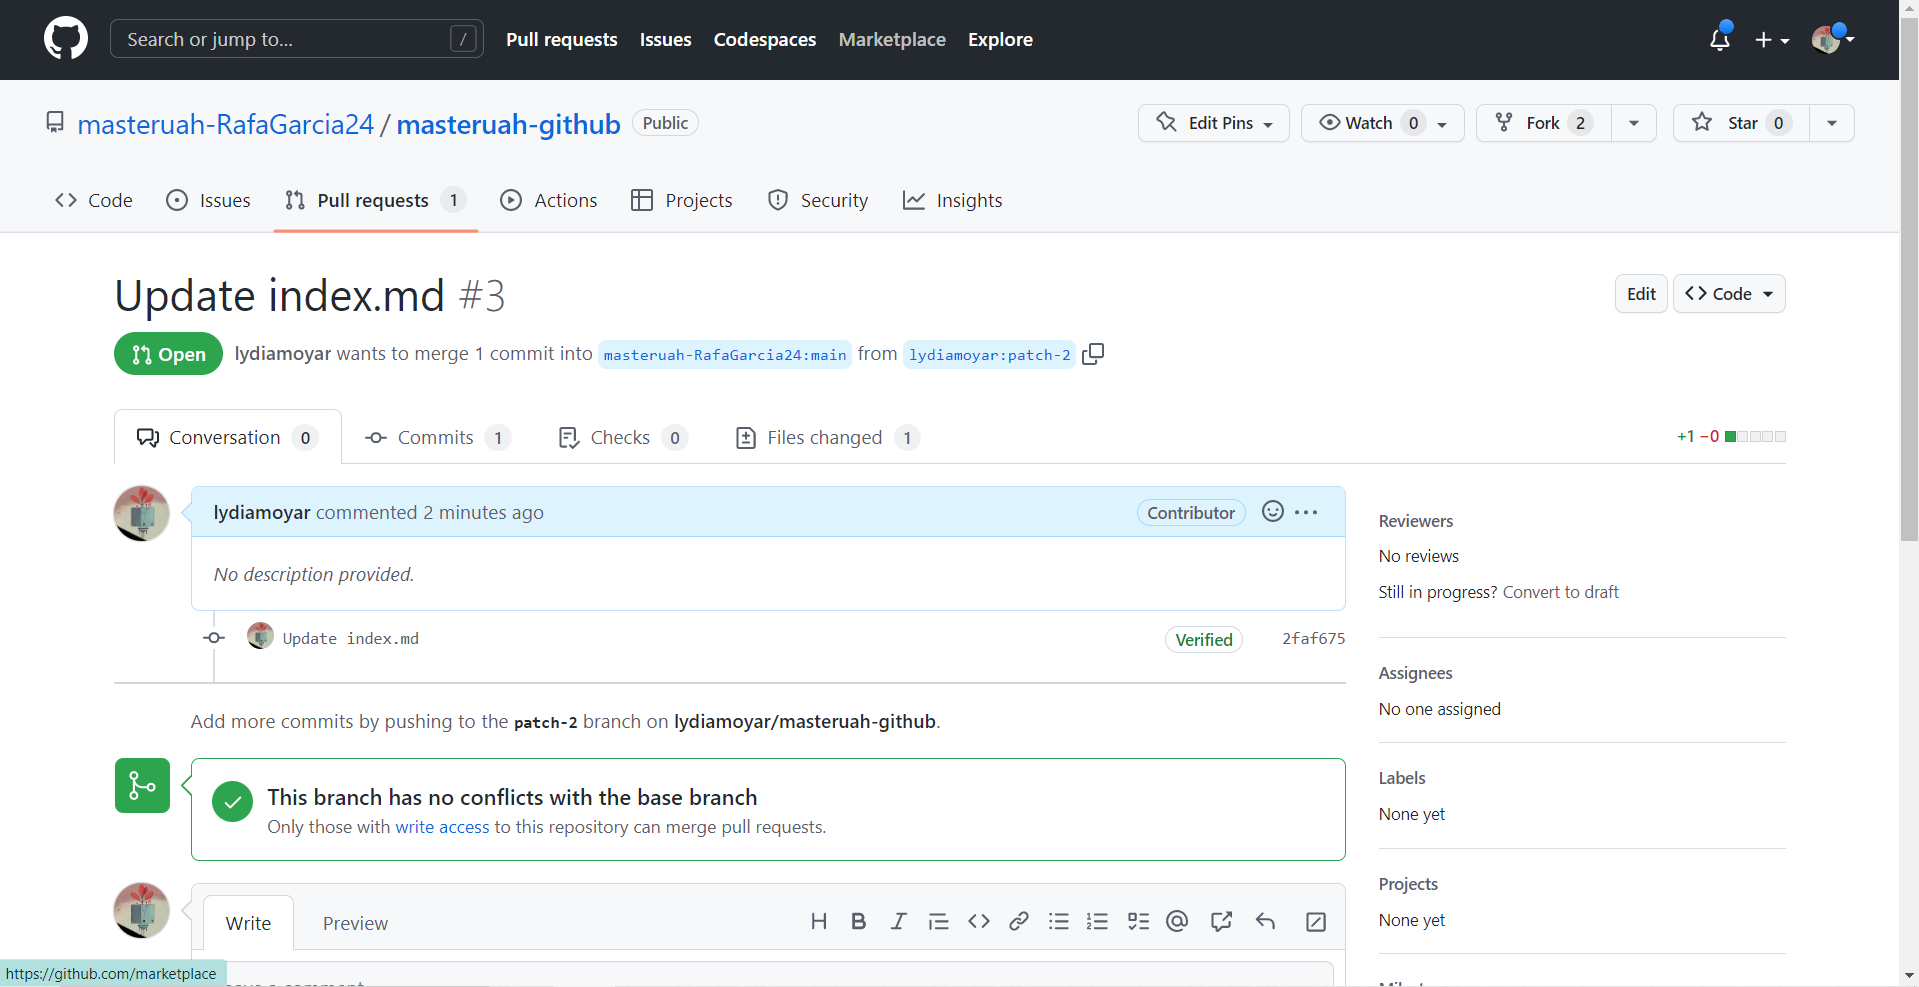 Search or jump to... /
Pull requests Issues Codespaces Marketplace Explore
masteruah-RafaGarcia24 / masteruah-github Public
Edit Pins Watch 0 Fork 2 Star 0
Code Issues Pull requests 1 Actions Projects Security Insights
Update index.md #3
Edit Code
Open lydiamoyar wants to merge 1 commit into masteruah-RafaGarcia24:main from lydiamoyar:patch-2
Conversation 0 Commits 1 Checks 0 Files changed 1
+1 −0
lydiamoyar commented 2 minutes ago Contributor
No description provided.
Update index.md Verified 2faf675
Add more commits by pushing to the patch-2 branch on lydiamoyar/masteruah-github.
This branch has no conflicts with the base branch
Only those with write access to this repository can merge pull requests.
Write Preview
Reviewers
No reviews
Still in progress? Convert to draft
Assignees
No one assigned
Labels
None yet
Projects
None yet
https://github.com/marketplace